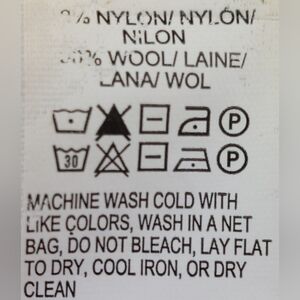 % NYLON/ NYLON/
NILON
% WOOL/ LAINE/
LANA/ WOL
P
30 P
MACHINE WASH COLD WITH
LIKE COLORS, WASH IN A NET
BAG, DO NOT BLEACH, LAY FLAT
TO DRY, COOL IRON, OR DRY
CLEAN